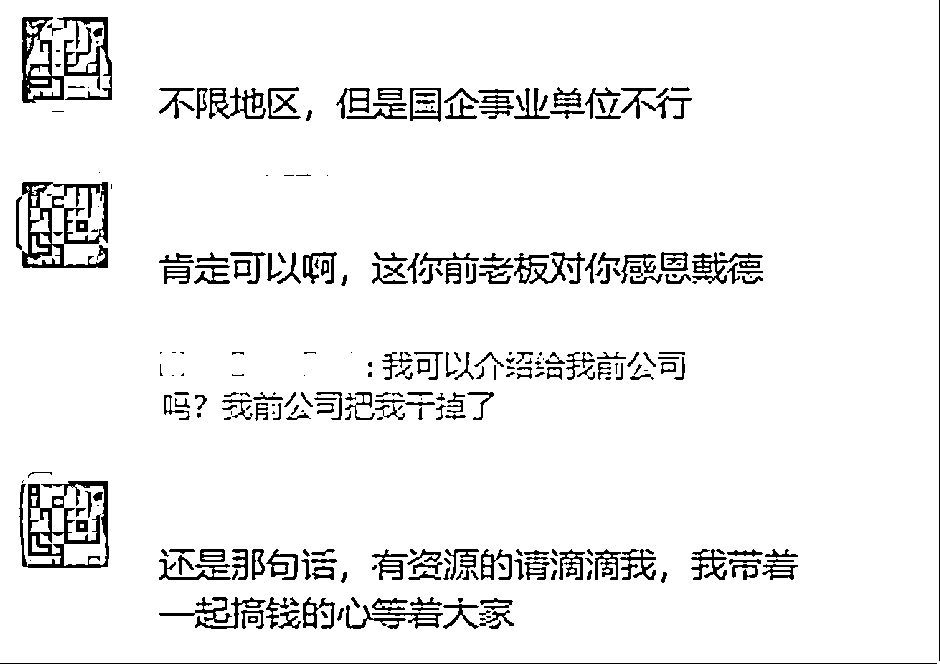 不限地区，但是国企事业单位不行
肯定可以啊，这你前老板对你感恩戴德
: 我可以介绍给我前公司
吗？我前公司把我干掉了
还是那句话，有资源的请滴滴我，我带着
一起搞钱的心等着大家